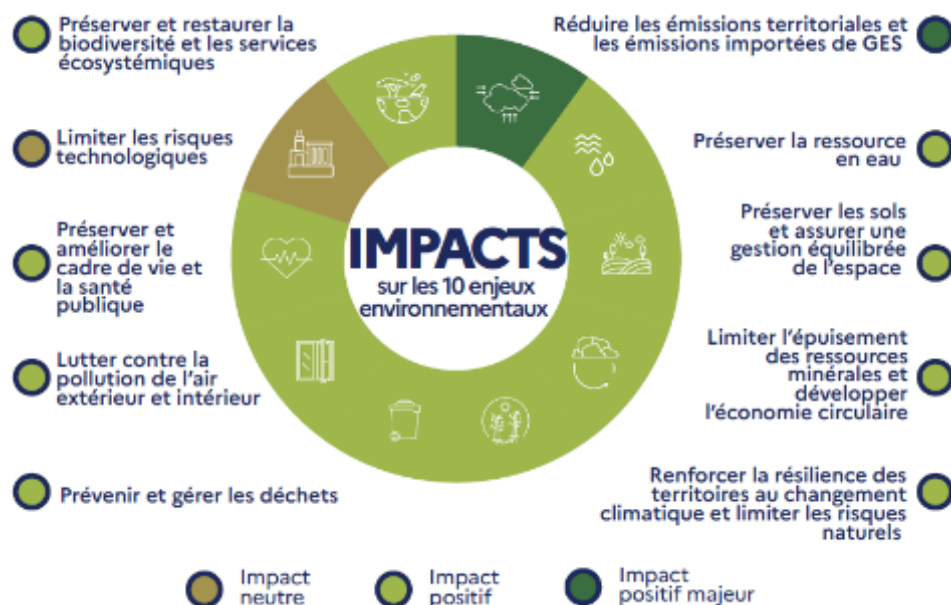 Préserver et restaurer la
biodiversité et les services
écosystémiques
Limiter les risques
technologiques
Préserver et
améliorer le
cadre de vie et
la santé
publique
Lutter contre la
pollution de l'air
extérieur et intérieur
Prévenir et gérer les déchets
IMPACTS
sur les 10 enjeux
environnementaux
Réduire les émissions territoriales et
les émissions importées de GES
Préserver la ressource
en eau
Préserver les sols
et assurer une
gestion équilibrée
de l'espace
Limiter l'épuisement
des ressources
minérales et
développer
l'économie circulaire
Renforcer la résilience des
territoires au changement
climatique et limiter les risques
naturels
Impact
neutre
Impact
positif
Impact
positif majeur